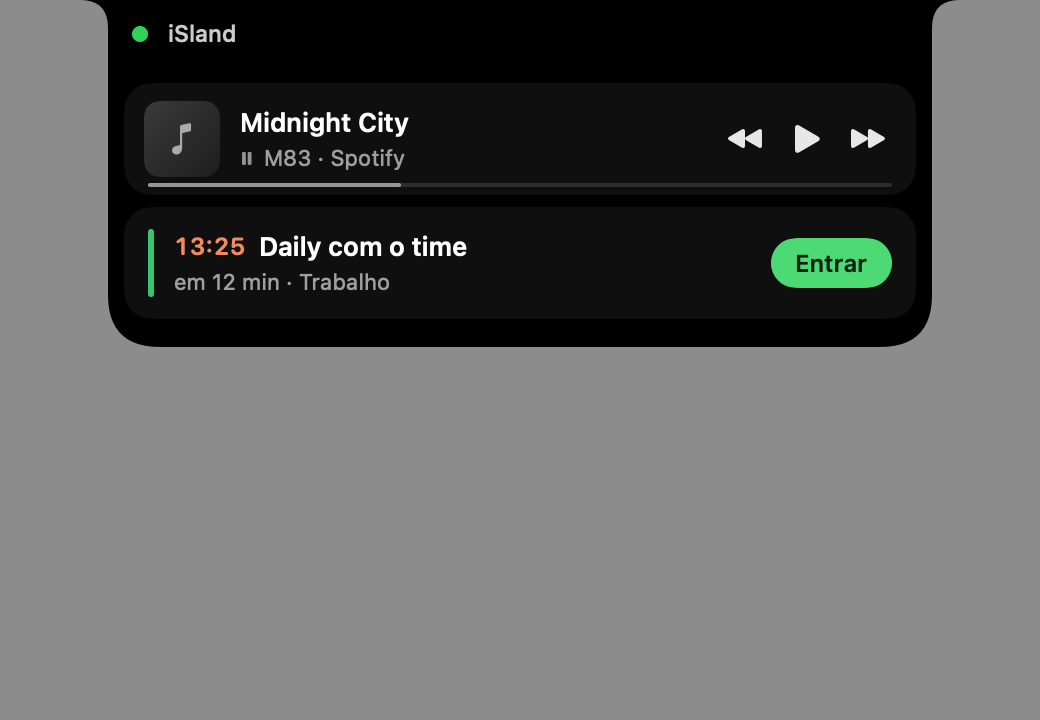 iSland
Midnight City
M83 · Spotify
13:25 Daily com o time
em 12 min · Trabalho
Entrar